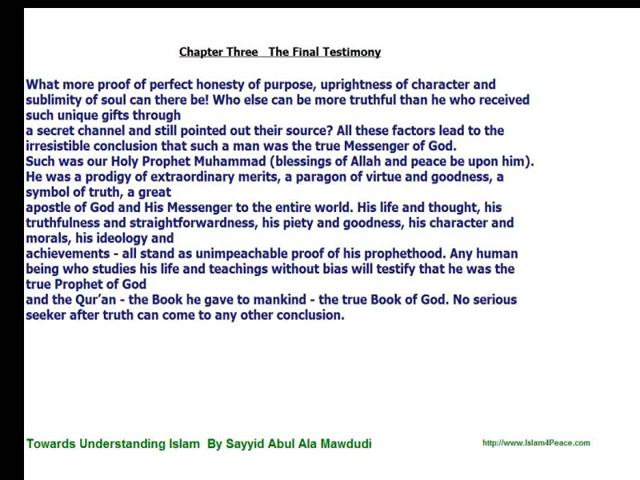 Chapter Three   The Final Testimony
What more proof of perfect honesty of purpose, uprightness of character and
sublimity of soul can there be! Who else can be more truthful than he who received
such unique gifts through
a secret channel and still pointed out their source? All these factors lead to the
irresistible conclusion that such a man was the true Messenger of God.
Such was our Holy Prophet Muhammad (blessings of Allah and peace be upon him).
He was a prodigy of extraordinary merits, a paragon of virtue and goodness, a
symbol of truth, a great
apostle of God and His Messenger to the entire world. His life and thought, his
truthfulness and straightforwardness, his piety and goodness, his character and
morals, his ideology and
achievements - all stand as unimpeachable proof of his prophethood. Any human
being who studies his life and teachings without bias will testify that he was the
true Prophet of God
and the Qur'an - the Book he gave to mankind - the true Book of God. No serious
seeker after truth can come to any other conclusion.
Towards Understanding Islam  By Sayyid Abul Ala Mawdudi
http://www.Islam4Peace.com